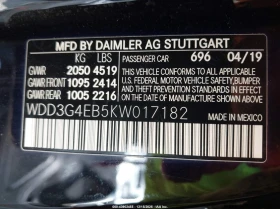 MFD BY DAIMLER AG STUTTGART
KG LBS PASSENGER CAR 696 04/19
GVWR 2050 4519
GAWR FRONT 1095 2414
GAWR REAR 1005 2216
THIS VEHICLE CONFORMS TO ALL APPLICABLE
U.S. FEDERAL MOTOR VEHICLE SAFETY, BUMPER,
AND THEFT PREVENTION STANDARDS IN EFFECT ON
THE DATE OF MANUFACTURE SHOWN ABOVE.
WDD3G4EB5KW017182
MADE IN MEXICO